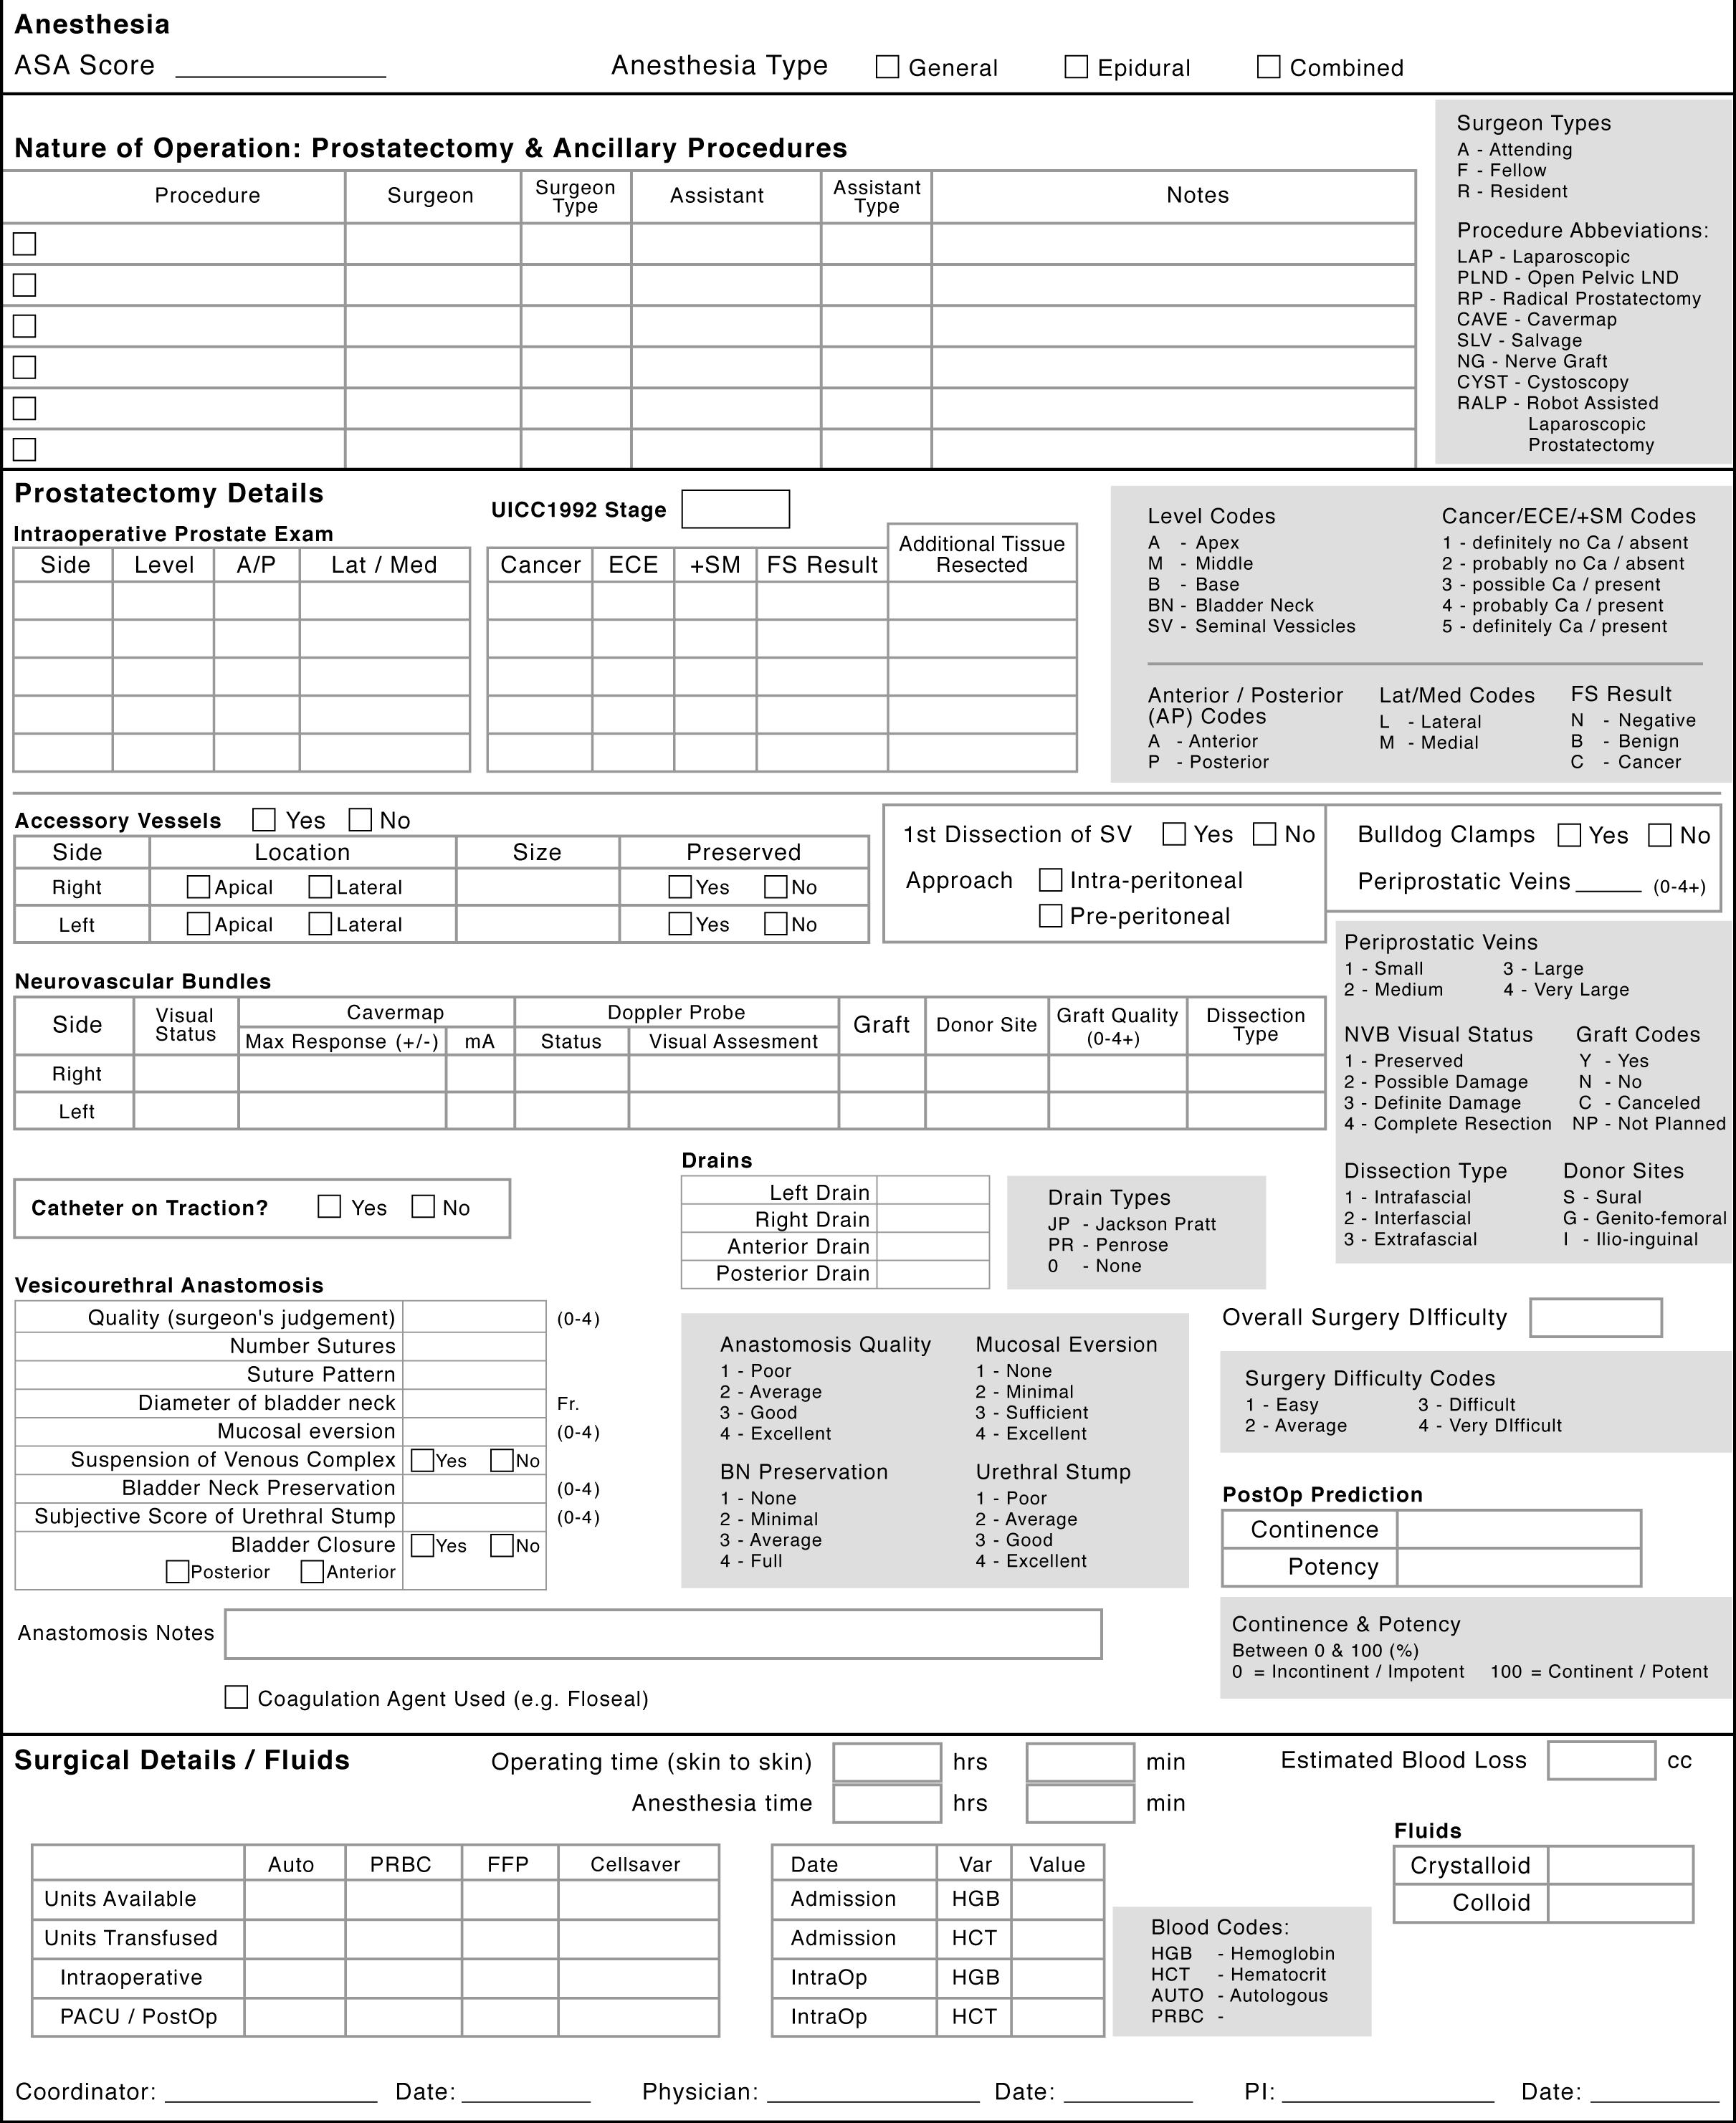 Anesthesia
ASA Score Anesthesia Type General Epidural Combined
Nature of Operation: Prostatectomy & Ancillary Procedures
Procedure Surgeon Surgeon Type Assistant Assistant Type Notes
Surgeon Types
A - Attending
F - Fellow
R - Resident
Procedure Abbeviations:
LAP - Laparoscopic
PLND - Open Pelvic LND
RP - Radical Prostatectomy
CAVE - Cavermap
SLV - Salvage
NG - Nerve Graft
CYST - Cystoscopy
RALP - Robot Assisted
Laparoscopic
Prostatectomy
Prostatectomy Details
UICC1992 Stage
Intraoperative Prostate Exam
Side Level A/P Lat / Med Cancer ECE +SM FS Result Additional Tissue Resected
Level Codes
A - Apex
M - Middle
B - Base
BN - Bladder Neck
SV - Seminal Vessicles
Cancer/ECE/+SM Codes
1 - definitely no Ca / absent
2 - probably no Ca / absent
3 - possible Ca / present
4 - probably Ca / present
5 - definitely Ca / present
Anterior / Posterior
(AP) Codes
A - Anterior
P - Posterior
Lat/Med Codes
L - Lateral
M - Medial
FS Result
N - Negative
B - Benign
C - Cancer
Accessory Vessels Yes No
Side Location Size Preserved
Right Apical Lateral Yes No
Left Apical Lateral Yes No
1st Dissection of SV Yes No
Approach Intra-peritoneal
Pre-peritoneal
Bulldog Clamps Yes No
Periprostatic Veins (0-4+)
Neurovascular Bundles
Side Visual Status Cavermap Doppler Probe Graft Donor Site Graft Quality (0-4+) Dissection Type
Max Response (+/-) mA Status Visual Assesment
Right
Left
Periprostatic Veins
1 - Small 3 - Large
2 - Medium 4 - Very Large
NVB Visual Status
1 - Preserved
2 - Possible Damage
3 - Definite Damage
4 - Complete Resection
Graft Codes
Y - Yes
N - No
C - Canceled
NP - Not Planned
Dissection Type
1 - Intrafascial
2 - Interfascial
3 - Extrafascial
Donor Sites
S - Sural
G - Genito-femoral
I - Ilio-inguinal
Catheter on Traction? Yes No
Drains
Left Drain
Right Drain
Anterior Drain
Posterior Drain
Drain Types
JP - Jackson Pratt
PR - Penrose
0 - None
Vesicourethral Anastomosis
Quality (surgeon's judgement) (0-4)
Number Sutures
Suture Pattern
Diameter of bladder neck Fr.
Mucosal eversion (0-4)
Suspension of Venous Complex Yes No
Bladder Neck Preservation (0-4)
Subjective Score of Urethral Stump (0-4)
Bladder Closure Yes No
Posterior Anterior
Anastomosis Quality
1 - Poor
2 - Average
3 - Good
4 - Excellent
Mucosal Eversion
1 - None
2 - Minimal
3 - Sufficient
4 - Excellent
BN Preservation
1 - None
2 - Minimal
3 - Average
4 - Full
Urethral Stump
1 - Poor
2 - Average
3 - Good
4 - Excellent
Overall Surgery DIfficulty
Surgery Difficulty Codes
1 - Easy 3 - Difficult
2 - Average 4 - Very DIfficult
PostOp Prediction
Continence
Potency
Continence & Potency
Between 0 & 100 (%)
0 = Incontinent / Impotent 100 = Continent / Potent
Anastomosis Notes
Coagulation Agent Used (e.g. Floseal)
Surgical Details / Fluids
Operating time (skin to skin) hrs min
Anesthesia time hrs min
Estimated Blood Loss cc
Auto PRBC FFP Cellsaver
Units Available
Units Transfused
Intraoperative
PACU / PostOp
Date Var Value
Admission HGB
Admission HCT
IntraOp HGB
IntraOp HCT
Blood Codes:
HGB - Hemoglobin
HCT - Hematocrit
AUTO - Autologous
PRBC -
Fluids
Crystalloid
Colloid
Coordinator: Date: Physician: Date: PI: Date: